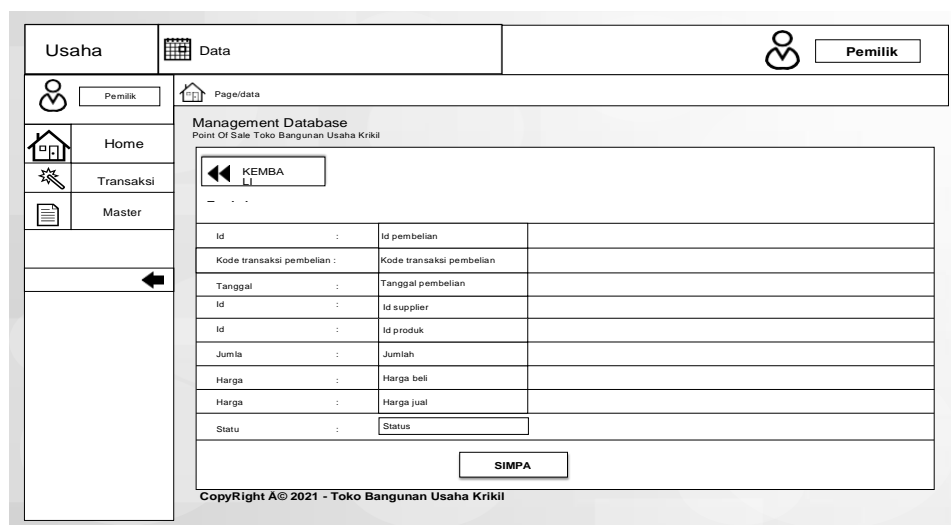 Usaha
Data
Pemilik
Pemilik
Page/data
Home
Transaksi
Master
Management Database
Point Of Sale Toko Bangunan Usaha Krikil
KEMBA
LI
Id : Id pembelian
Kode transaksi pembelian : Kode transaksi pembelian
Tanggal : Tanggal pembelian
Id : Id supplier
Id : Id produk
Jumla : Jumlah
Harga : Harga beli
Harga : Harga jual
Statu : Status
SIMPA
CopyRight Â© 2021 - Toko Bangunan Usaha Krikil